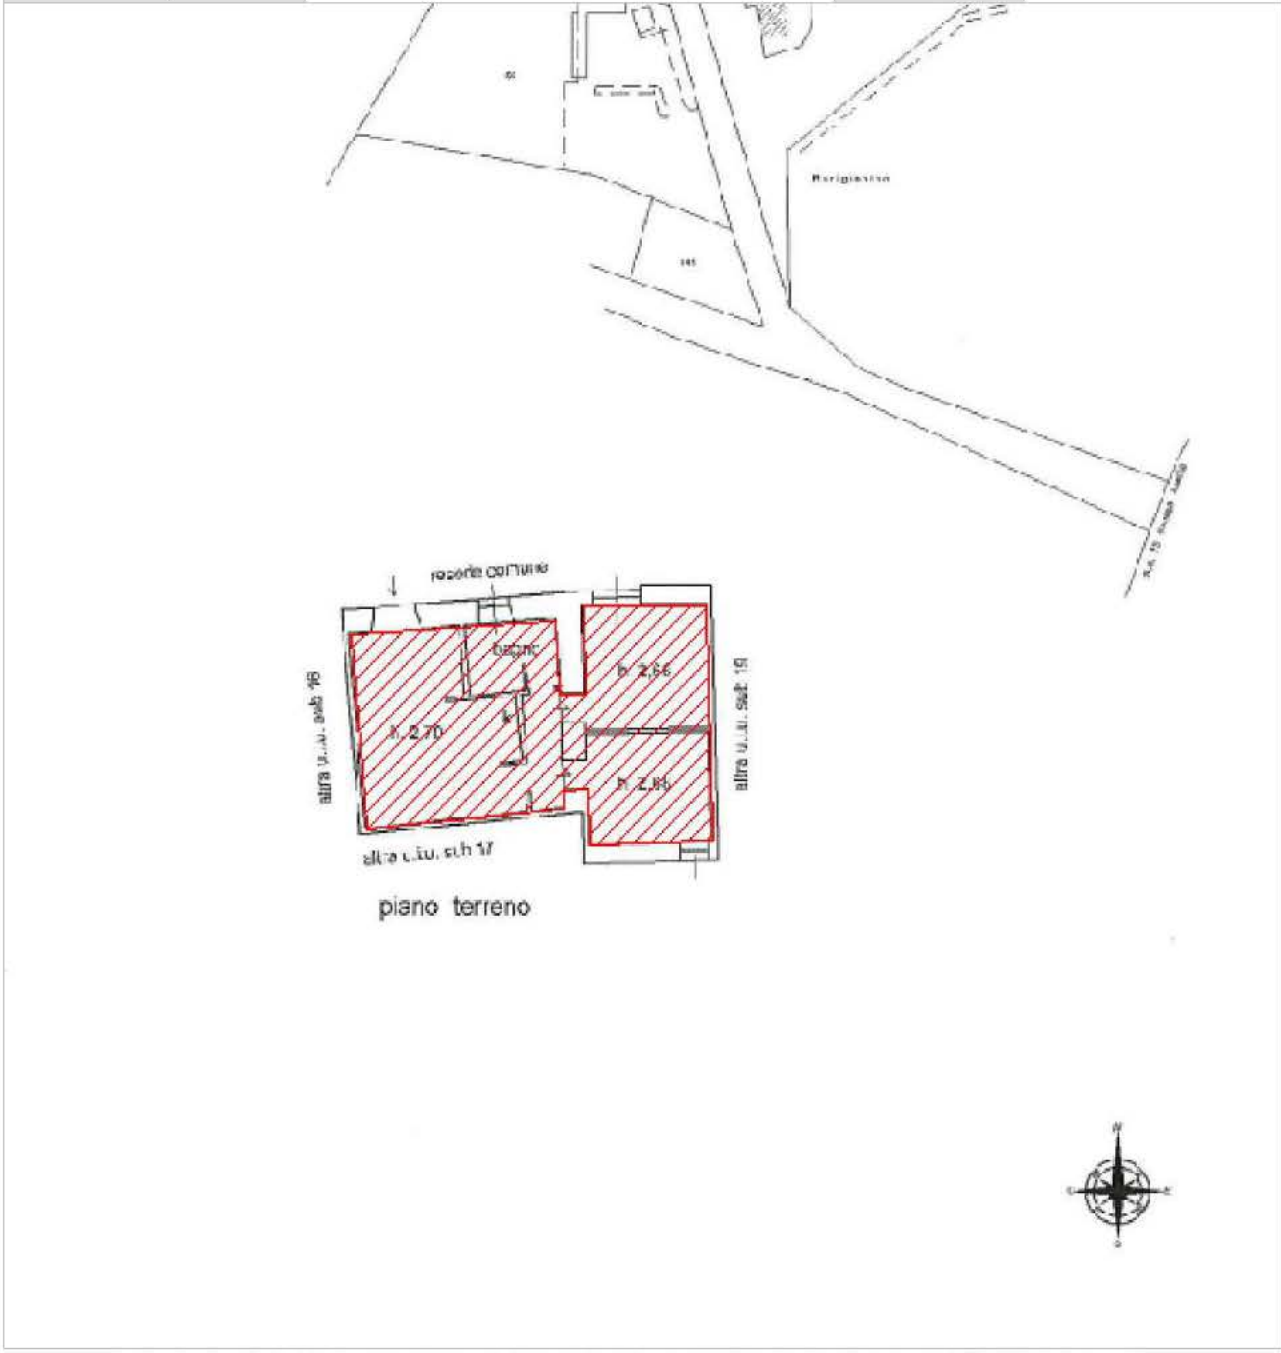 N
E
resede comune
bagno
h. 2,66
h. 2,70
h. 2,66
altra u.i.u. sub 16
altra u.i.u. sub 19
altra u.i.u. sub 17
piano terreno